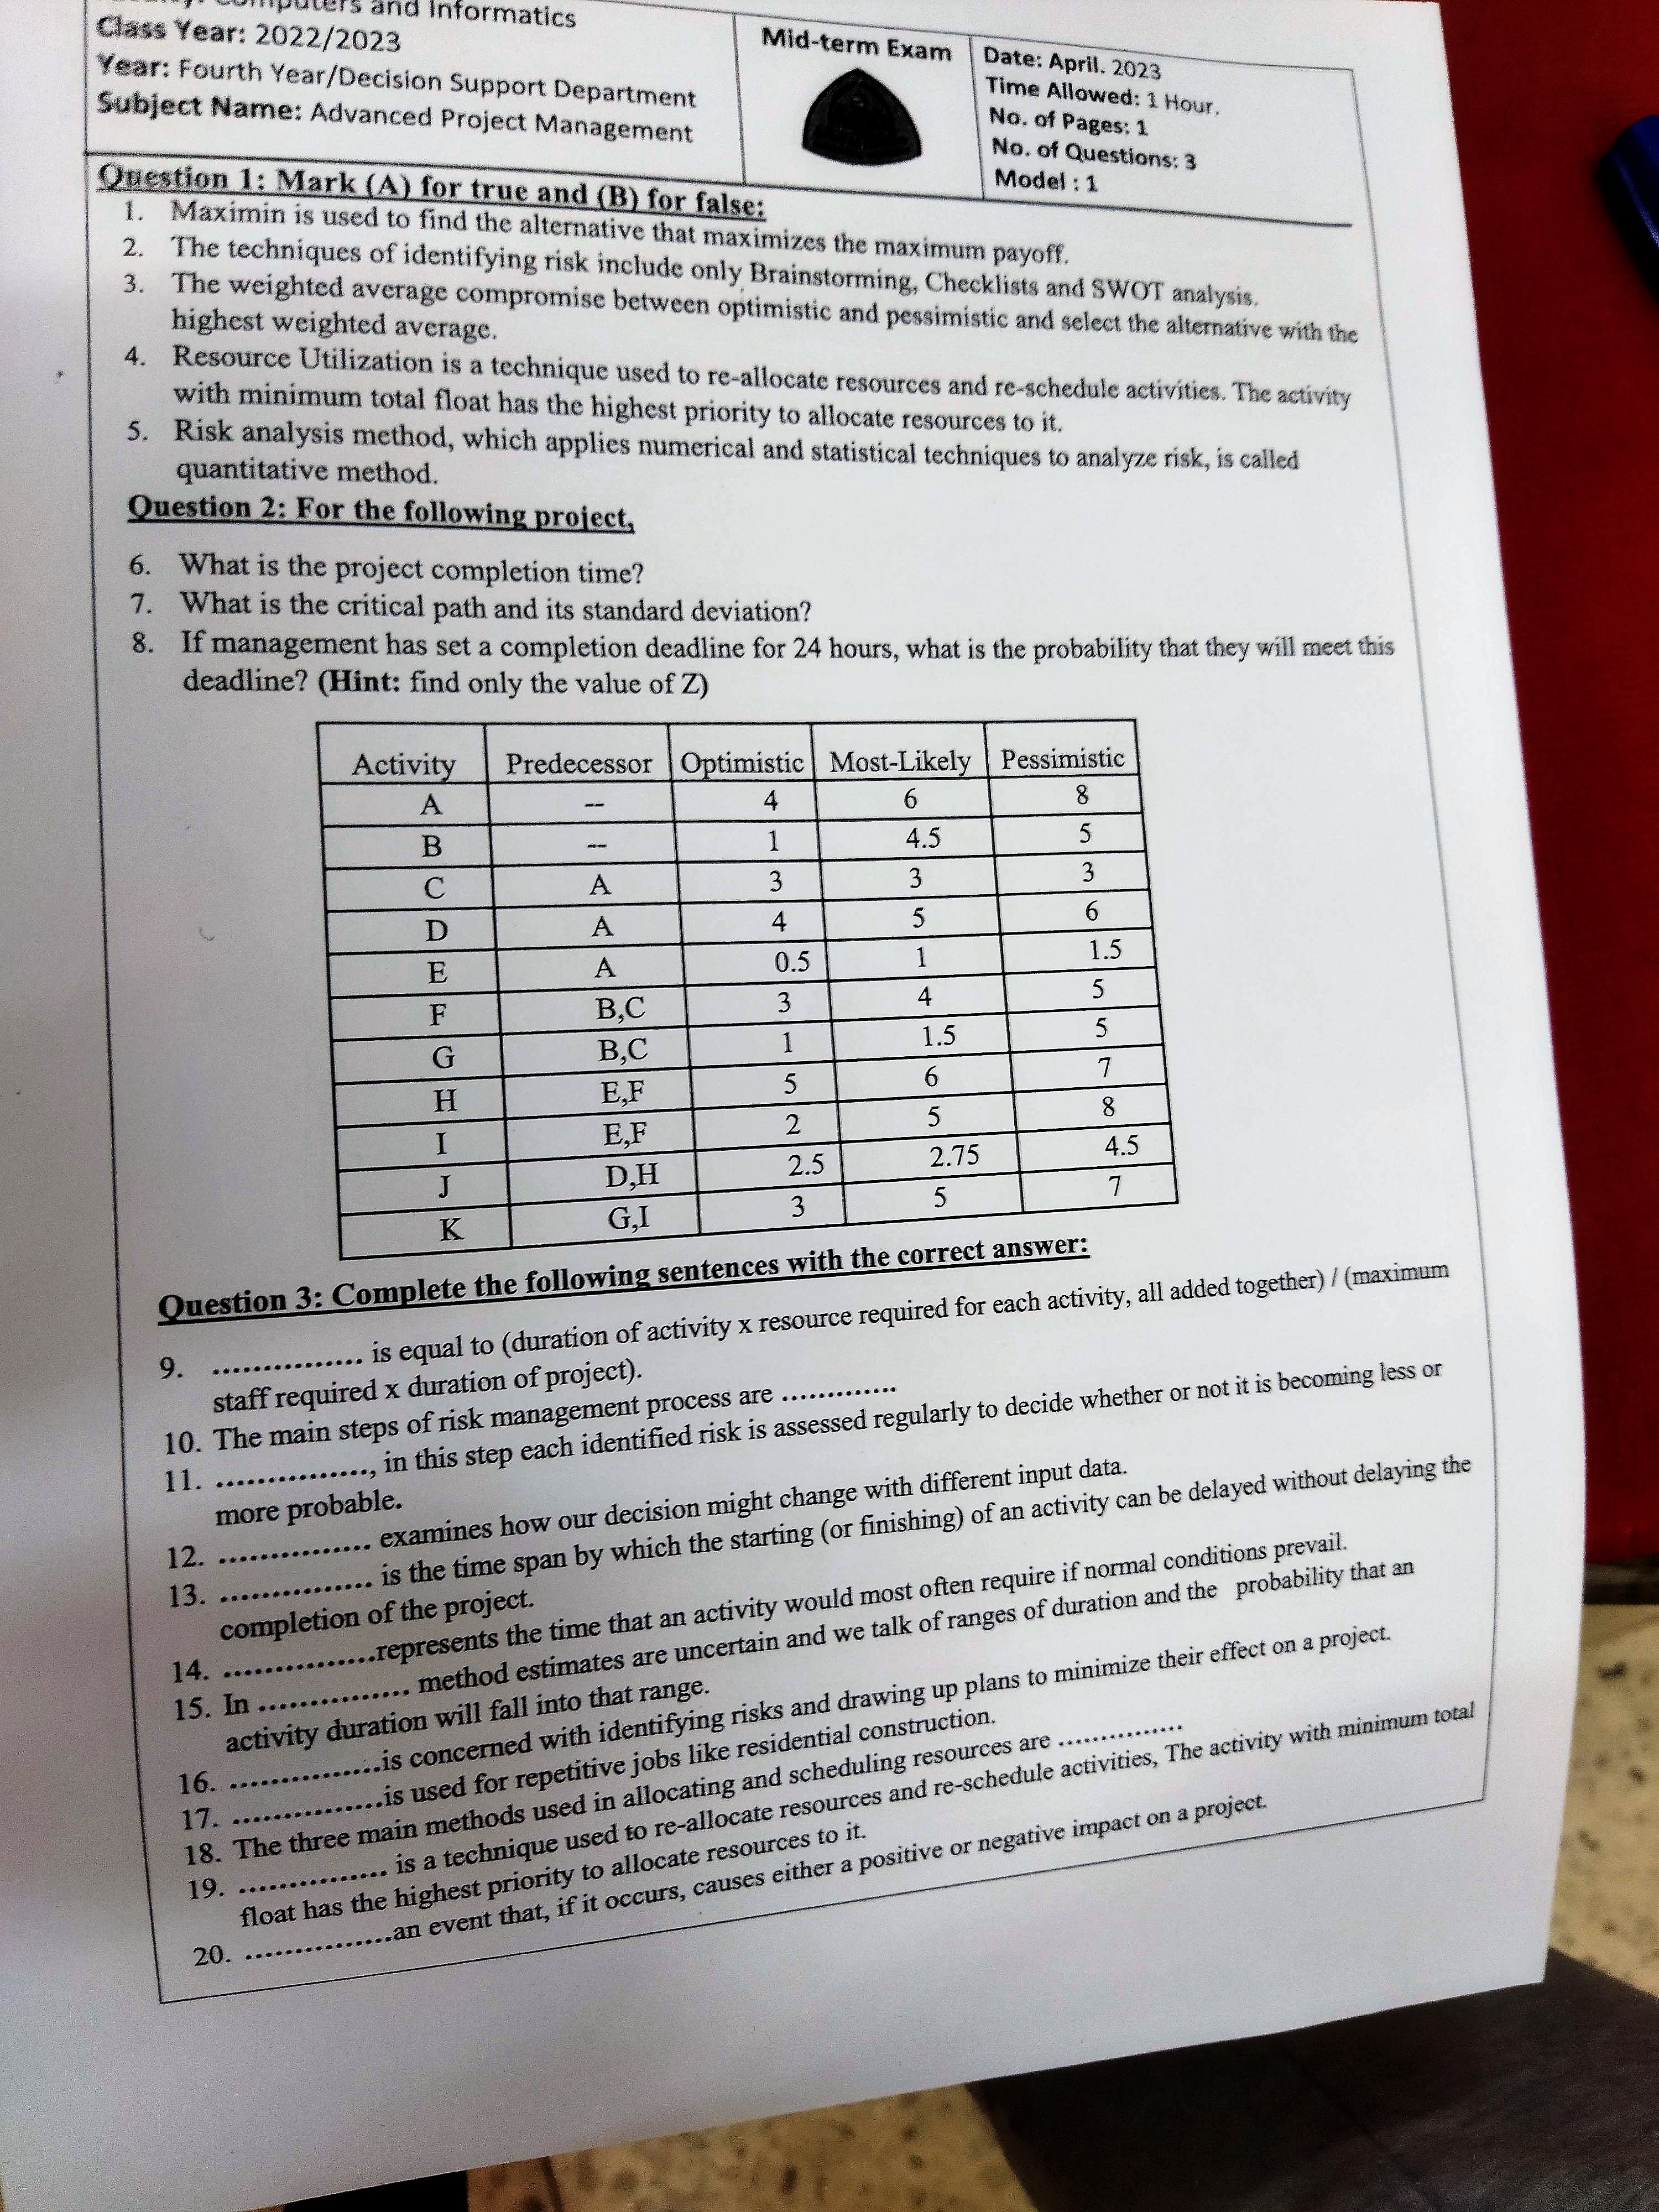 Computers and Informatics
Class Year: 2022/2023
Year: Fourth Year/Decision Support Department
Subject Name: Advanced Project Management
Mid-term Exam
Date: April. 2023
Time Allowed: 1 Hour.
No. of Pages: 1
No. of Questions: 3
Model : 1
Question 1: Mark (A) for true and (B) for false:
1. Maximin is used to find the alternative that maximizes the maximum payoff.
2. The techniques of identifying risk include only Brainstorming, Checklists and SWOT analysis.
3. The weighted average compromise between optimistic and pessimistic and select the alternative with the
highest weighted average.
4. Resource Utilization is a technique used to re-allocate resources and re-schedule activities. The activity
with minimum total float has the highest priority to allocate resources to it.
5. Risk analysis method, which applies numerical and statistical techniques to analyze risk, is called
quantitative method.
Question 2: For the following project,
6. What is the project completion time?
7. What is the critical path and its standard deviation?
8. If management has set a completion deadline for 24 hours, what is the probability that they will meet this
deadline? (Hint: find only the value of Z)
Activity Predecessor Optimistic Most-Likely Pessimistic
A -- 4 6 8
B -- 1 4.5 5
C A 3 3 3
D A 4 5 6
E A 0.5 1 1.5
F B,C 3 4 5
G B,C 1 1.5 5
H E,F 5 6 7
I E,F 2 5 8
J D,H 2.5 2.75 4.5
K G,I 3 5 7
Question 3: Complete the following sentences with the correct answer:
9. ................ is equal to (duration of activity x resource required for each activity, all added together) / (maximum
staff required x duration of project).
10. The main steps of risk management process are .............
11. ................, in this step each identified risk is assessed regularly to decide whether or not it is becoming less or
more probable.
12. ................ examines how our decision might change with different input data.
13. ................ is the time span by which the starting (or finishing) of an activity can be delayed without delaying the
completion of the project.
14. ................represents the time that an activity would most often require if normal conditions prevail.
15. In ................ method estimates are uncertain and we talk of ranges of duration and the probability that an
activity duration will fall into that range.
16. ................is concerned with identifying risks and drawing up plans to minimize their effect on a project.
17. ................is used for repetitive jobs like residential construction.
18. The three main methods used in allocating and scheduling resources are .............
19. ................ is a technique used to re-allocate resources and re-schedule activities, The activity with minimum total
float has the highest priority to allocate resources to it.
20. ................an event that, if it occurs, causes either a positive or negative impact on a project.